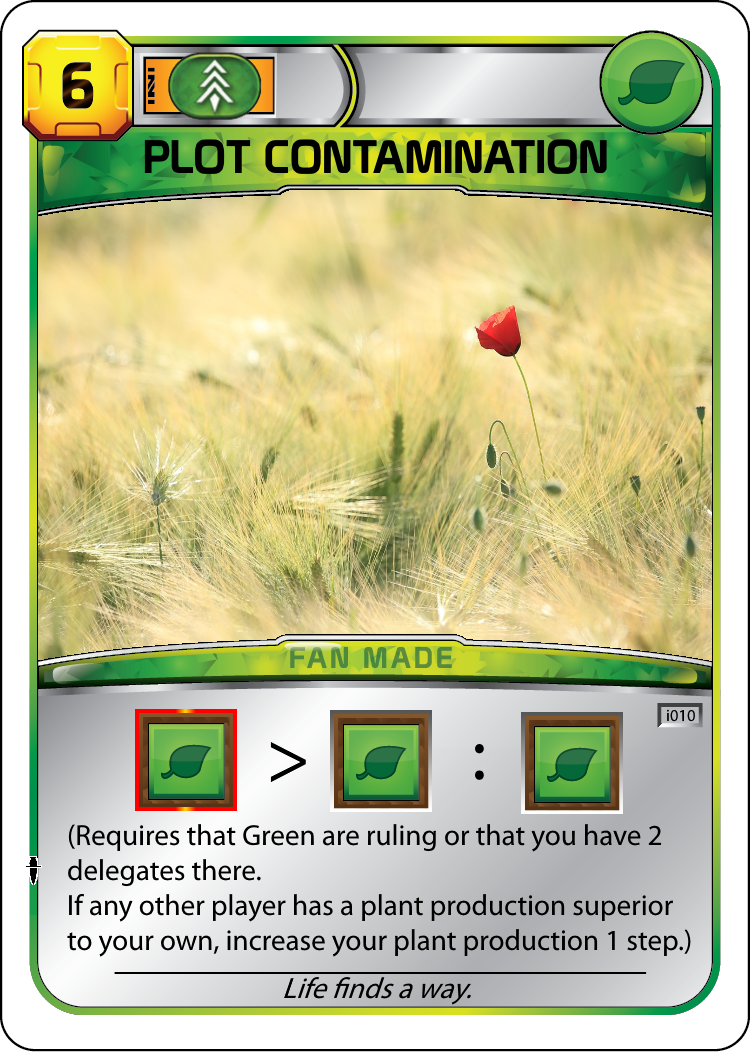 6
PLOT CONTAMINATION
FAN MADE
i010
> :
(Requires that Green are ruling or that you have 2
delegates there.
If any other player has a plant production superior
to your own, increase your plant production 1 step.)
Life finds a way.